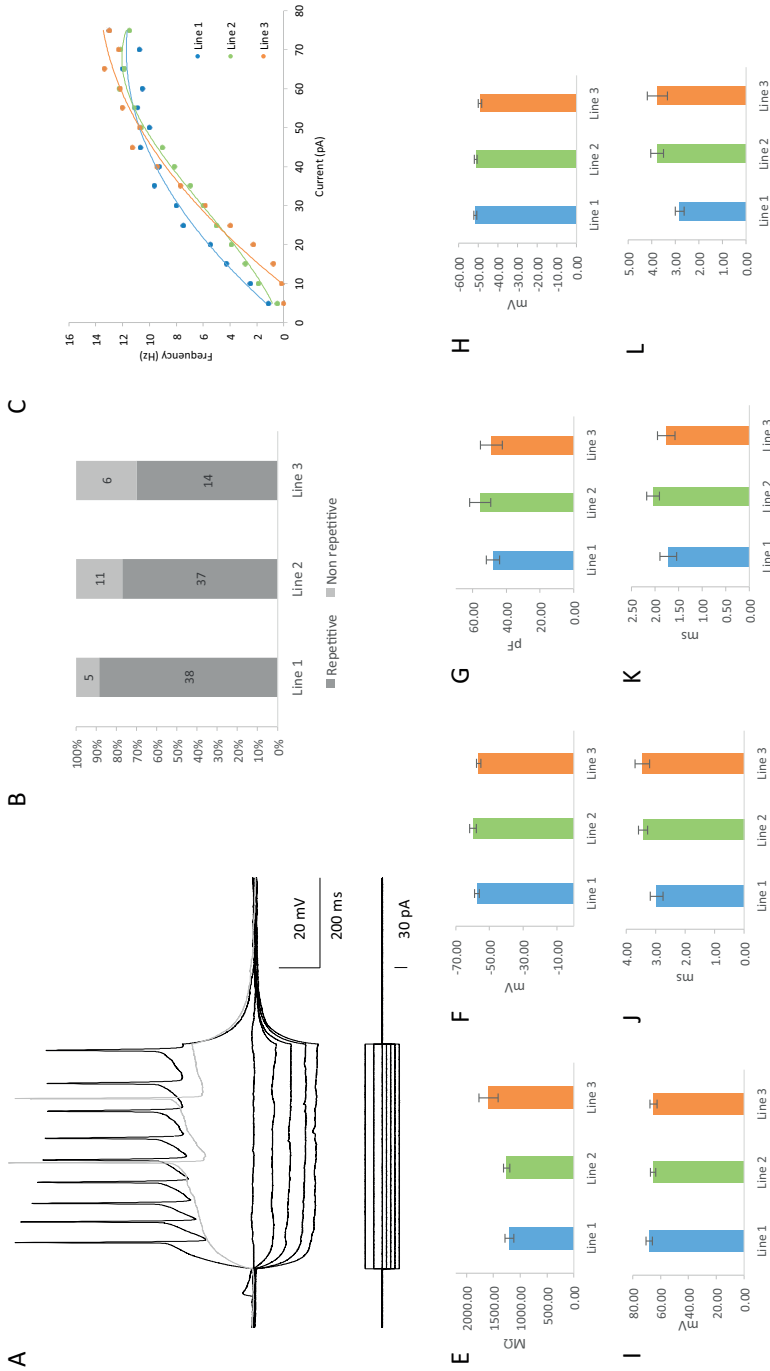 A
20 mV
200 ms
30 pA
B
100%
90%
80%
70%
60%
50%
40%
30%
20%
10%
0%
5
38
11
37
6
14
Line 1
Line 2
Line 3
Repetitive
Non repetitive
C
Frequency (Hz)
16
14
12
10
8
6
4
2
0
0
10
20
30
40
50
60
70
80
Current (pA)
Line 1
Line 2
Line 3
E
MΩ
2000.00
1500.00
1000.00
500.00
0.00
Line 1
Line 2
Line 3
F
mV
-70.00
-50.00
-30.00
-10.00
Line 1
Line 2
Line 3
G
pF
60.00
40.00
20.00
0.00
Line 1
Line 2
Line 3
H
mV
-60.00
-50.00
-40.00
-30.00
-20.00
-10.00
0.00
Line 1
Line 2
Line 3
I
mV
80.00
60.00
40.00
20.00
0.00
Line 1
Line 2
Line 3
J
ms
4.00
3.00
2.00
1.00
0.00
Line 1
Line 2
Line 3
K
ms
2.50
2.00
1.50
1.00
0.50
0.00
Line 1
Line 2
Line 3
L
5.00
4.00
3.00
2.00
1.00
0.00
Line 1
Line 2
Line 3